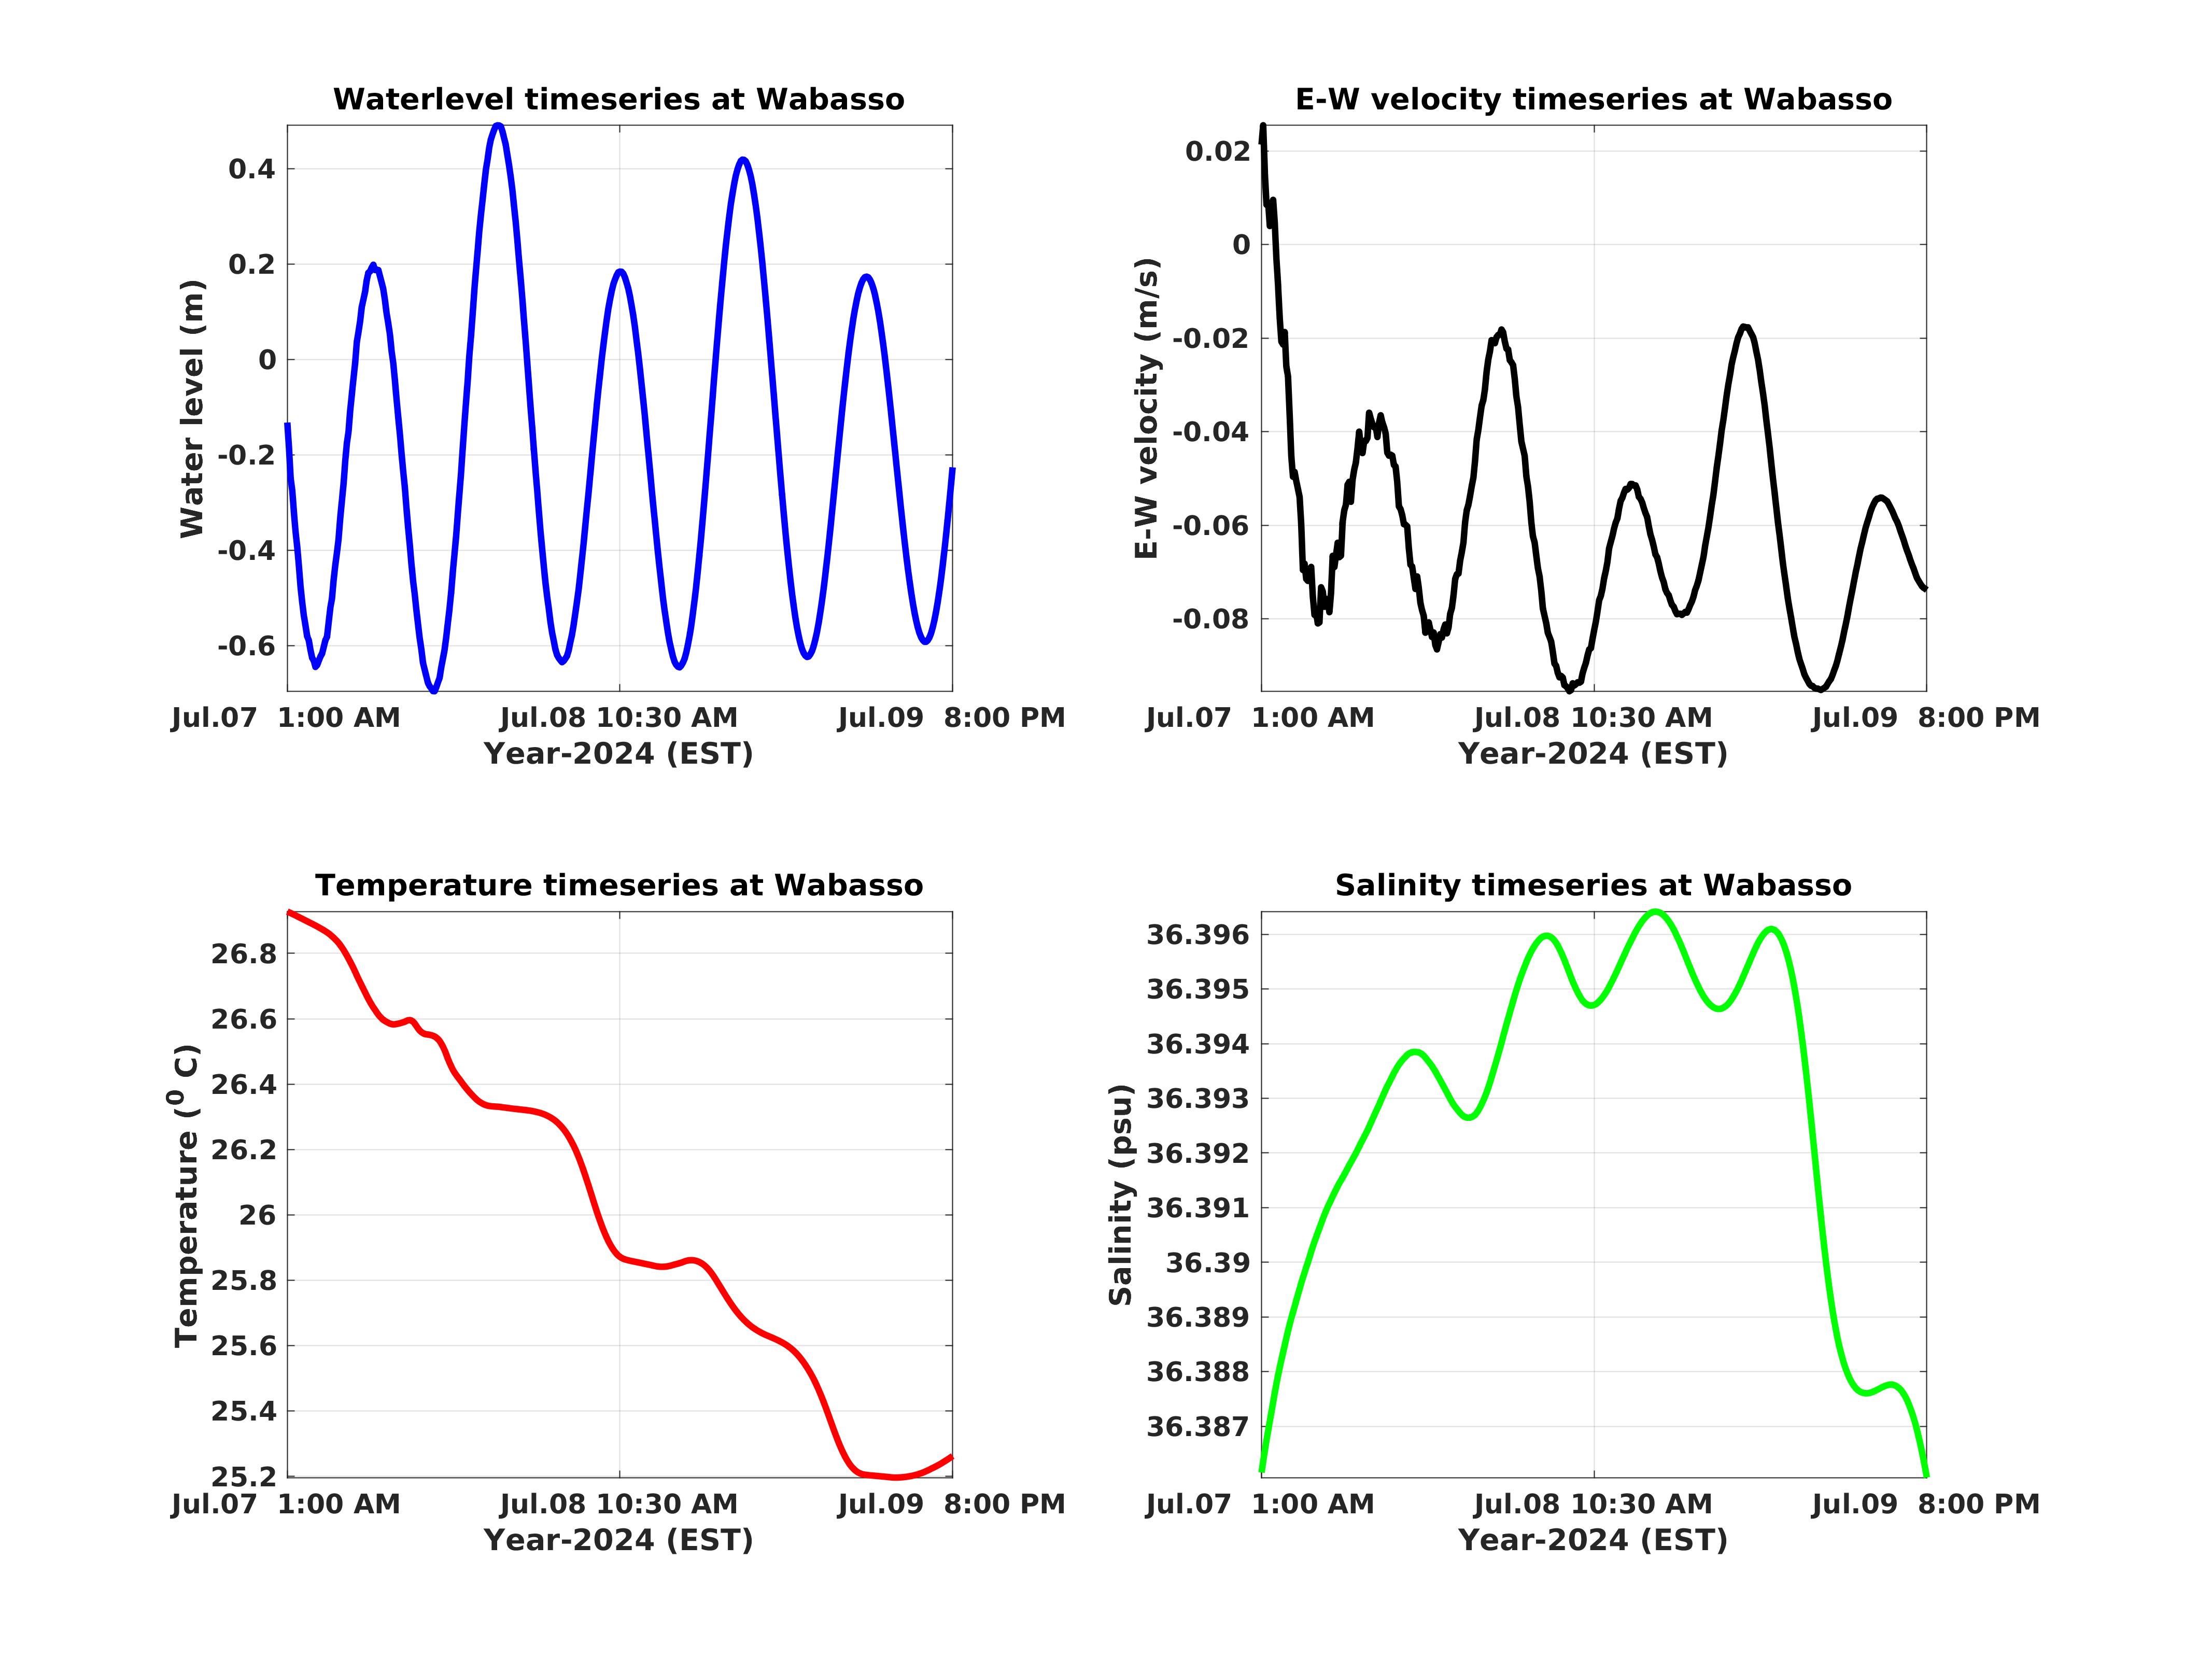 Waterlevel timeseries at Wabasso
0.4
0.2
0
-0.2
-0.4
-0.6
Water level (m)
Jul.07 1:00 AM Jul.08 10:30 AM Jul.09 8:00 PM
Year-2024 (EST)
E-W velocity timeseries at Wabasso
0.02
0
-0.02
-0.04
-0.06
-0.08
E-W velocity (m/s)
Jul.07 1:00 AM Jul.08 10:30 AM Jul.09 8:00 PM
Year-2024 (EST)
Temperature timeseries at Wabasso
26.8
26.6
26.4
26.2
26
25.8
25.6
25.4
25.2
Temperature (⁰ C)
Jul.07 1:00 AM Jul.08 10:30 AM Jul.09 8:00 PM
Year-2024 (EST)
Salinity timeseries at Wabasso
36.396
36.395
36.394
36.393
36.392
36.391
36.39
36.389
36.388
36.387
Salinity (psu)
Jul.07 1:00 AM Jul.08 10:30 AM Jul.09 8:00 PM
Year-2024 (EST)